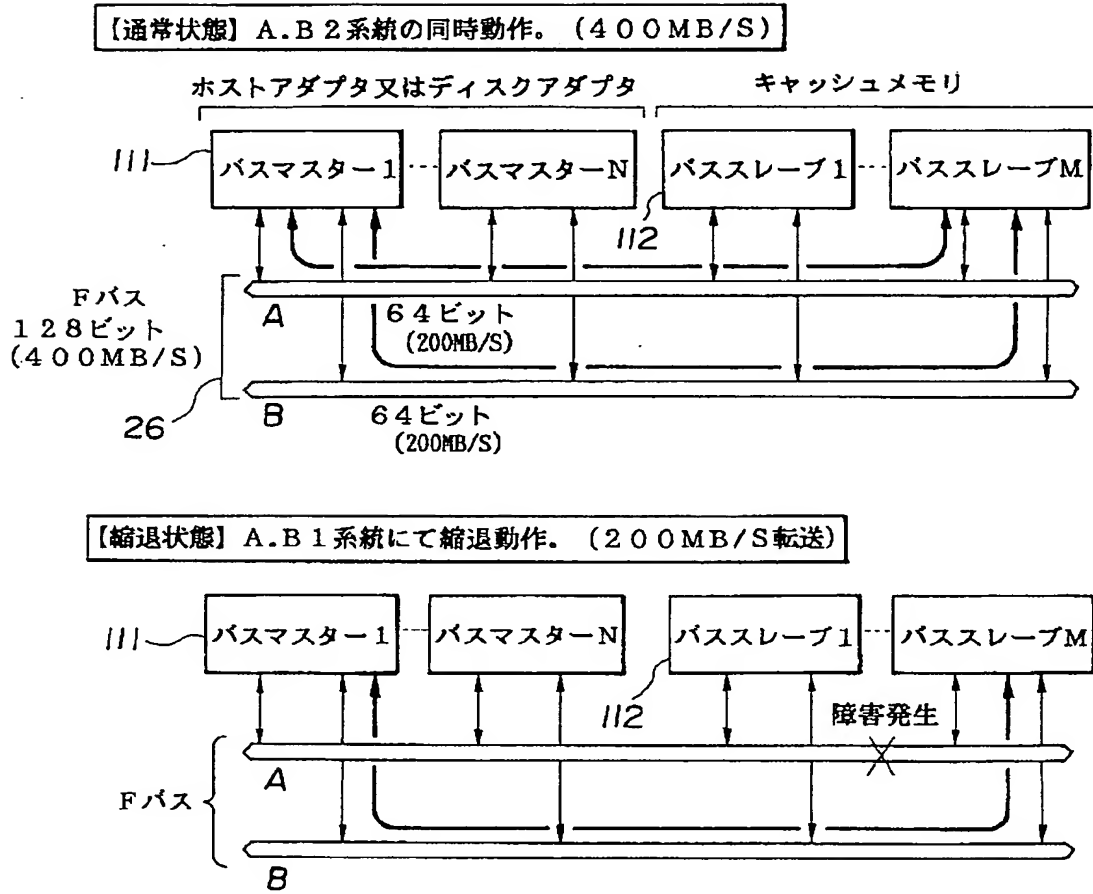 【通常状態】A.B2系統の同時動作。(400MB/S)
ホストアダプタ又はディスクアダプタ
キャッシュメモリ
111
バスマスター1
バスマスターN
バススレーブ1
バススレーブM
112
Fバス
128ビット
(400MB/S)
A
64ビット
(200MB/S)
26
B
64ビット
(200MB/S)
【縮退状態】A.B1系統にて縮退動作。(200MB/S転送)
111
バスマスター1
バスマスターN
バススレーブ1
バススレーブM
112
障害発生
A
Fバス
B